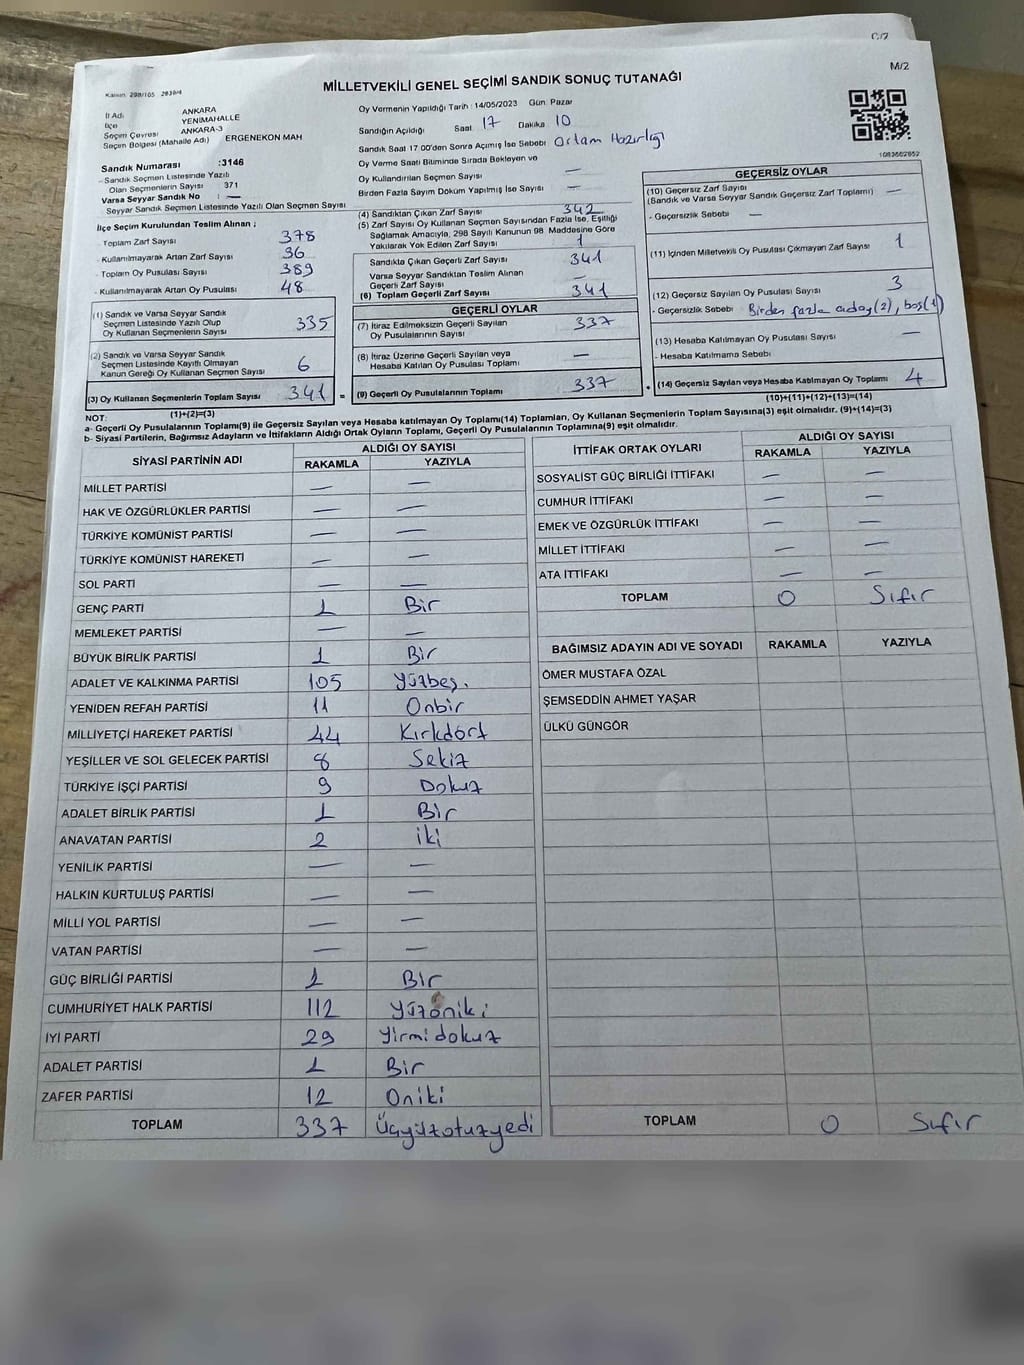 C/2
M/2
MİLLETVEKİLİ GENEL SEÇİMİ SANDIK SONUÇ TUTANAĞI
Kanun: 298/105 2839/4
İl Adı ANKARA
İlçe YENİMAHALLE
Seçim Çevresi ANKARA-3
Seçim Bölgesi (Mahalle Adı) ERGENEKON MAH
Sandık Numarası :3146
- Sandık Seçmen Listesinde Yazılı
Olan Seçmenlerin Sayısı : 371
Varsa Seyyar Sandık No : —
Seyyar Sandık Seçmen Listesinde Yazılı Olan Seçmen Sayısı
İlçe Seçim Kurulundan Teslim Alınan ;
- Toplam Zarf Sayısı : 378
- Kullanılmayarak Artan Zarf Sayısı : 36
- Toplam Oy Pusulası Sayısı : 389
- Kullanılmayarak Artan Oy Pusulası : 48
(1) Sandık ve Varsa Seyyar Sandık
Seçmen Listesinde Yazılı Olup
Oy Kullanan Seçmenlerin Sayısı 335
(2) Sandık ve Varsa Seyyar Sandık
Seçmen Listesinde Kayıtlı Olmayan
Kanun Gereği Oy Kullanan Seçmen Sayısı 6
(3) Oy Kullanan Seçmenlerin Toplam Sayısı 341 =
(1)+(2)=(3)
Oy Vermenin Yapıldığı Tarih : 14/05/2023 Gün: Pazar
Sandığın Açıldığı Saat 17 Dakika 10
Sandık Saat 17.00'den Sonra Açımış İse Sebebi Ortam Hazırlığı
Oy Verme Saati Bitiminde Sırada Bekleyen ve
Oy Kullandırılan Seçmen Sayısı —
Birden Fazla Sayım Döküm Yapılmış İse Sayısı —
(4) Sandıktan Çıkan Zarf Sayısı 342
(5) Zarf Sayısı Oy Kullanan Seçmen Sayısından Fazla İse, Eşitliği
Sağlamak Amacıyla, 298 Sayılı Kanunun 98 Maddesine Göre
Yakılarak Yok Edilen Zarf Sayısı 1
Sandıkta Çıkan Geçerli Zarf Sayısı 341
Varsa Seyyar Sandıktan Teslim Alınan
Geçerli Zarf Sayısı —
(6) Toplam Geçerli Zarf Sayısı 341
GEÇERLİ OYLAR
(7) İtiraz Edilmeksizin Geçerli Sayılan
Oy Pusulalarının Sayısı 337
(8) İtiraz Üzerine Geçerli Sayılan veya
Hesaba Katılan Oy Pusulası Toplamı —
(9) Geçerli Oy Pusulalarının Toplamı 337
1083602852
GEÇERSİZ OYLAR
(10) Geçersiz Zarf Sayısı
(Sandık ve Varsa Seyyar Sandık Geçersiz Zarf Toplamı) —
- Geçersizlik Sebebi —
(11) İçinden Milletvekili Oy Pusulası Çıkmayan Zarf Sayısı 1
(12) Geçersiz Sayılan Oy Pusulası Sayısı 3
- Geçersizlik Sebebi Birden fazla aday(2), boş(1)
(13) Hesaba Katılmayan Oy Pusulası Sayısı —
- Hesaba Katılmama Sebebi
(14) Geçersiz Sayılan veya Hesaba Katılmayan Oy Toplamı 4
(10)+(11)+(12)+(13)=(14)
NOT:
a- Geçerli Oy Pusulalarının Toplamı(9) ile Geçersiz Sayılan veya Hesaba katılmayan Oy Toplamı(14) Toplamları, Oy Kullanan Seçmenlerin Toplam Sayısına(3) eşit olmalıdır. (9)+(14)=(3)
b- Siyasi Partilerin, Bağımsız Adayların ve İttifakların Aldığı Ortak Oyların Toplamı, Geçerli Oy Pusulalarının Toplamına(9) eşit olmalıdır.
SİYASİ PARTİNİN ADI ALDIĞI OY SAYISI
RAKAMLA YAZIYLA
MİLLET PARTİSİ — —
HAK VE ÖZGÜRLÜKLER PARTİSİ — —
TÜRKİYE KOMÜNİST PARTİSİ — —
TÜRKİYE KOMÜNİST HAREKETİ — —
SOL PARTİ — —
GENÇ PARTİ 1 Bir
MEMLEKET PARTİSİ — —
BÜYÜK BİRLİK PARTİSİ 1 Bir
ADALET VE KALKINMA PARTİSİ 105 Yüzbeş.
YENİDEN REFAH PARTİSİ 11 Onbir
MİLLİYETÇİ HAREKET PARTİSİ 44 Kırkdört
YEŞİLLER VE SOL GELECEK PARTİSİ 8 Sekiz
TÜRKİYE İŞÇİ PARTİSİ 9 Dokuz
ADALET BİRLİK PARTİSİ 1 Bir
ANAVATAN PARTİSİ 2 iki
YENİLİK PARTİSİ — —
HALKIN KURTULUŞ PARTİSİ — —
MİLLİ YOL PARTİSİ — —
VATAN PARTİSİ — —
GÜÇ BİRLİĞİ PARTİSİ 1 Bir
CUMHURİYET HALK PARTİSİ 112 Yüzoniki
İYİ PARTİ 29 Yirmidokuz
ADALET PARTİSİ 1 Bir
ZAFER PARTİSİ 12 Oniki
TOPLAM 337 Üçyüzotuzyedi
İTTİFAK ORTAK OYLARI ALDIĞI OY SAYISI
RAKAMLA YAZIYLA
SOSYALİST GÜÇ BİRLİĞİ İTTİFAKI — —
CUMHUR İTTİFAKI — —
EMEK VE ÖZGÜRLÜK İTTİFAKI — —
MİLLET İTTİFAKI — —
ATA İTTİFAKI — —
TOPLAM 0 Sıfır
BAĞIMSIZ ADAYIN ADI VE SOYADI RAKAMLA YAZIYLA
ÖMER MUSTAFA ÖZAL
ŞEMSEDDİN AHMET YAŞAR
ÜLKÜ GÜNGÖR
TOPLAM 0 Sıfır